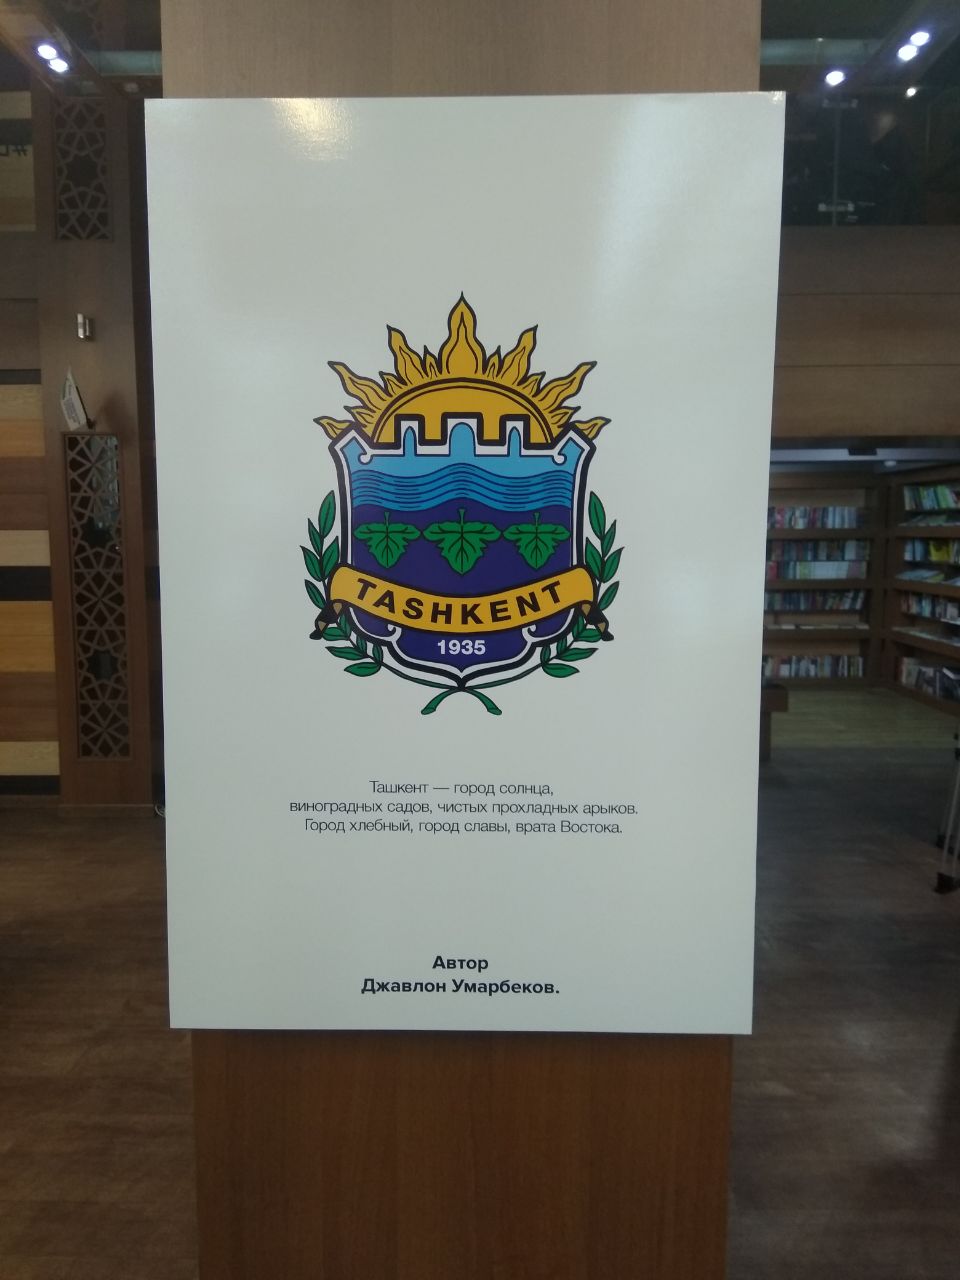 TASHKENT
1935
Ташкент — город солнца,
виноградных садов, чистых прохладных арыков.
Город хлебный, город славы, врата Востока.
Автор
Джавлон Умарбеков.